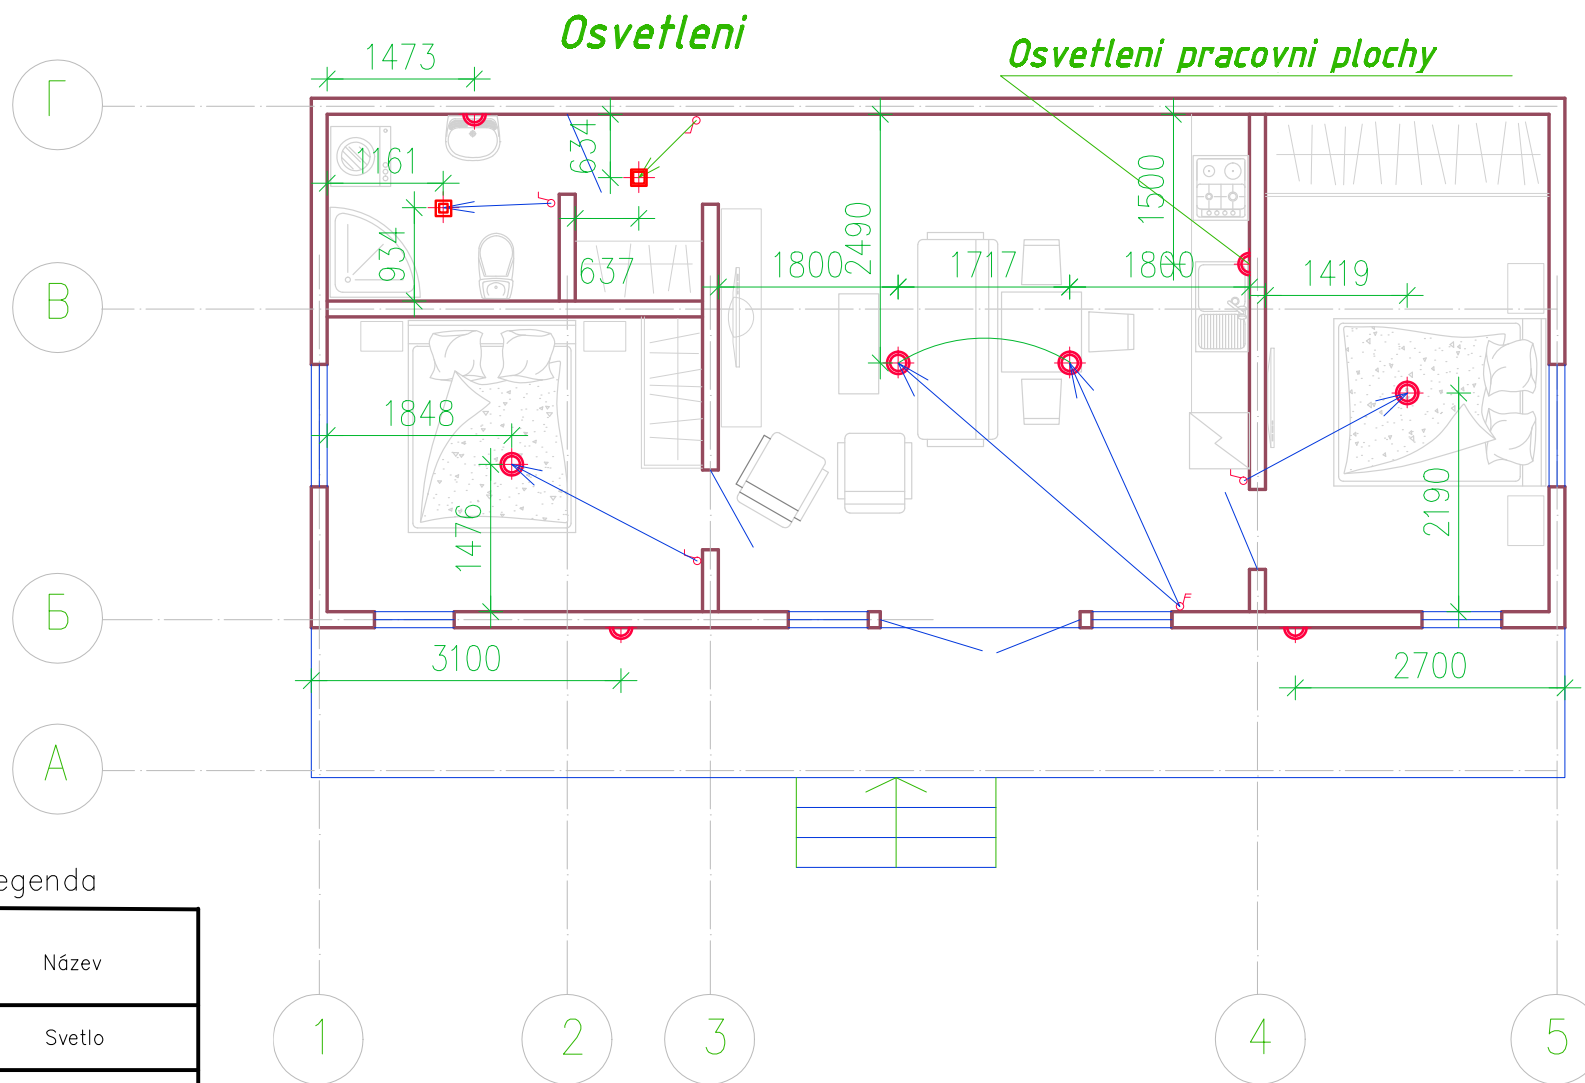 Osvetleni
Osvetleni pracovni plochy
1473
Г
634
1161
1500
2490
934
637
1800
1717
1800
1419
В
1848
1476
2190
Б
3100
2700
А
egenda
Název
Svetlo
1
2
3
4
5